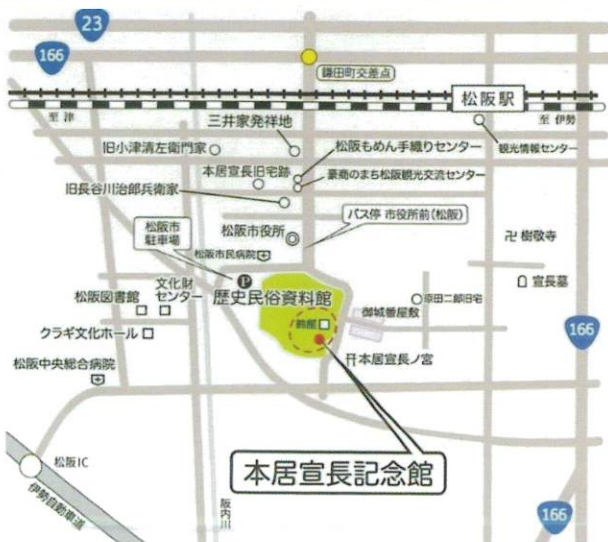 23
166
鎌田町交差点
松阪駅
至 津
至 伊勢
三井家発祥地
観光情報センター
旧小津清左衛門家
松阪もめん手織りセンター
本居宣長旧宅跡
豪商のまち松阪観光交流センター
旧長谷川治郎兵衛家
バス停 市役所前(松阪)
松阪市役所
松阪市
駐車場
松阪市民病院
卍 樹敬寺
P
文化財
センター
歴史民俗資料館
宣長墓
原田二郎旧宅
松阪図書館
御城番屋敷
鈴屋
166
クラギ文化ホール
本居宣長ノ宮
松阪中央総合病院
本居宣長記念館
松阪IC
伊勢自動車道
阪内川
166